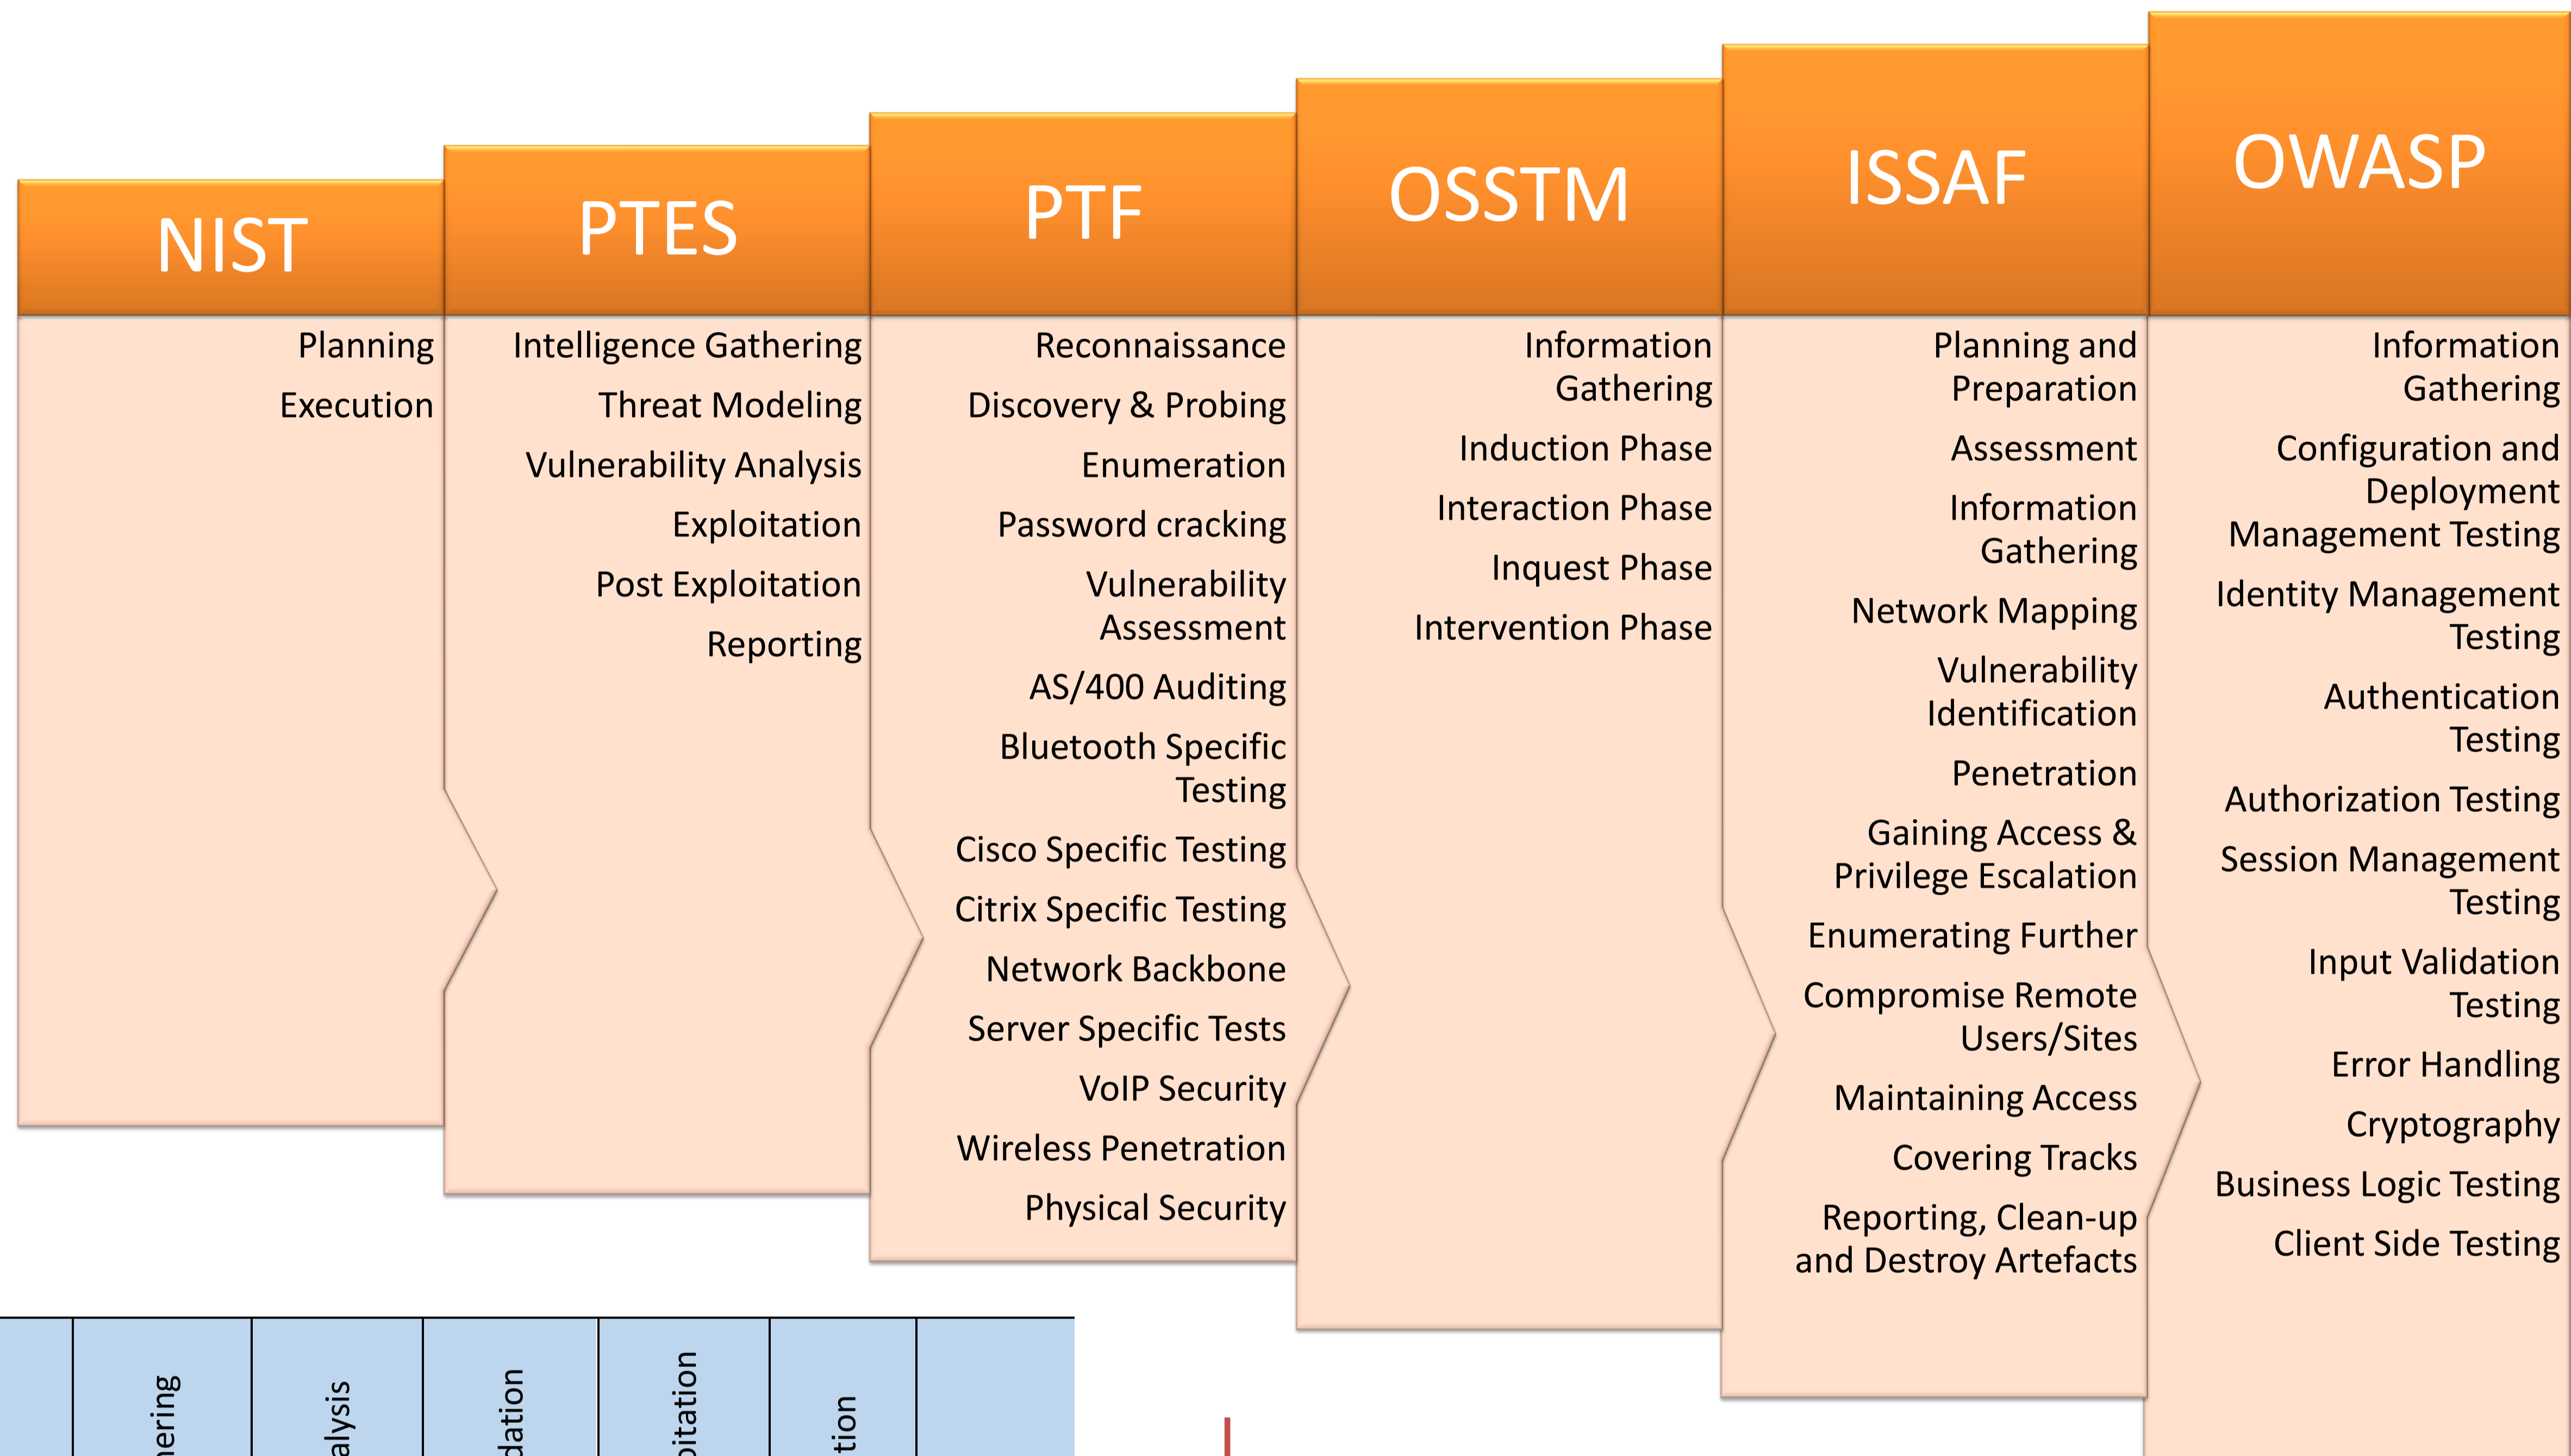 NIST
Planning
Execution
PTES
Intelligence Gathering
Threat Modeling
Vulnerability Analysis
Exploitation
Post Exploitation
Reporting
PTF
Reconnaissance
Discovery & Probing
Enumeration
Password cracking
Vulnerability
Assessment
AS/400 Auditing
Bluetooth Specific
Testing
Cisco Specific Testing
Citrix Specific Testing
Network Backbone
Server Specific Tests
VoIP Security
Wireless Penetration
Physical Security
OSSTM
Information
Gathering
Induction Phase
Interaction Phase
Inquest Phase
Intervention Phase
ISSAF
Planning and
Preparation
Assessment
Information
Gathering
Network Mapping
Vulnerability
Identification
Penetration
Gaining Access &
Privilege Escalation
Enumerating Further
Compromise Remote
Users/Sites
Maintaining Access
Covering Tracks
Reporting, Clean-up
and Destroy Artefacts
OWASP
Information
Gathering
Configuration and
Deployment
Management Testing
Identity Management
Testing
Authentication
Testing
Authorization Testing
Session Management
Testing
Input Validation
Testing
Error Handling
Cryptography
Business Logic Testing
Client Side Testing